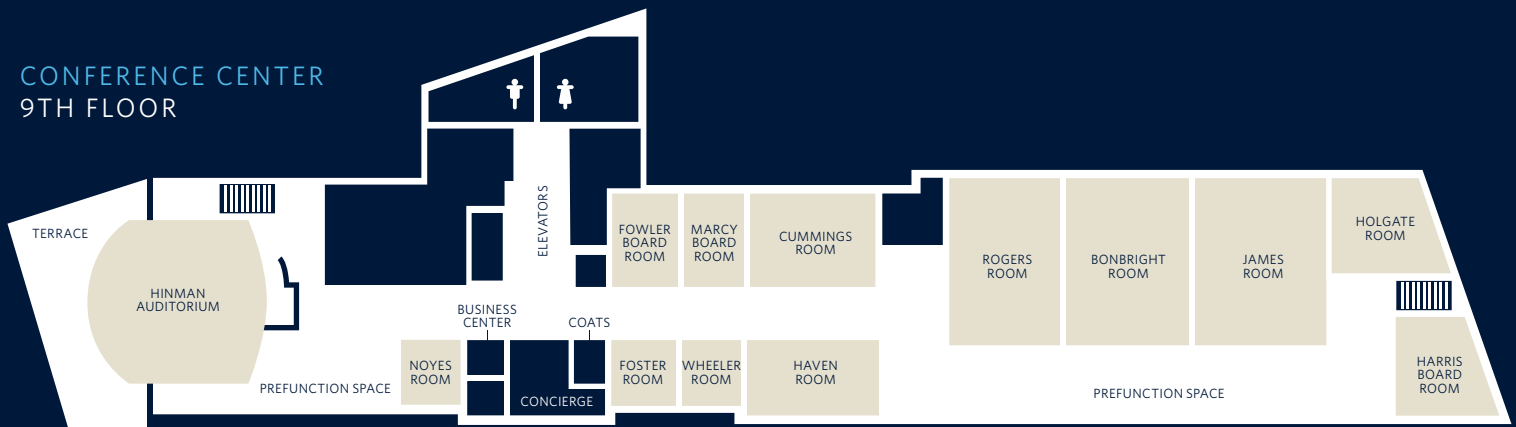 CONFERENCE CENTER
9TH FLOOR
TERRACE
HINMAN
AUDITORIUM
PREFUNCTION SPACE
NOYES
ROOM
BUSINESS
CENTER
ELEVATORS
COATS
CONCIERGE
FOWLER
BOARD
ROOM
MARCY
BOARD
ROOM
CUMMINGS
ROOM
FOSTER
ROOM
WHEELER
ROOM
HAVEN
ROOM
ROGERS
ROOM
BONBRIGHT
ROOM
JAMES
ROOM
HOLGATE
ROOM
HARRIS
BOARD
ROOM
PREFUNCTION SPACE